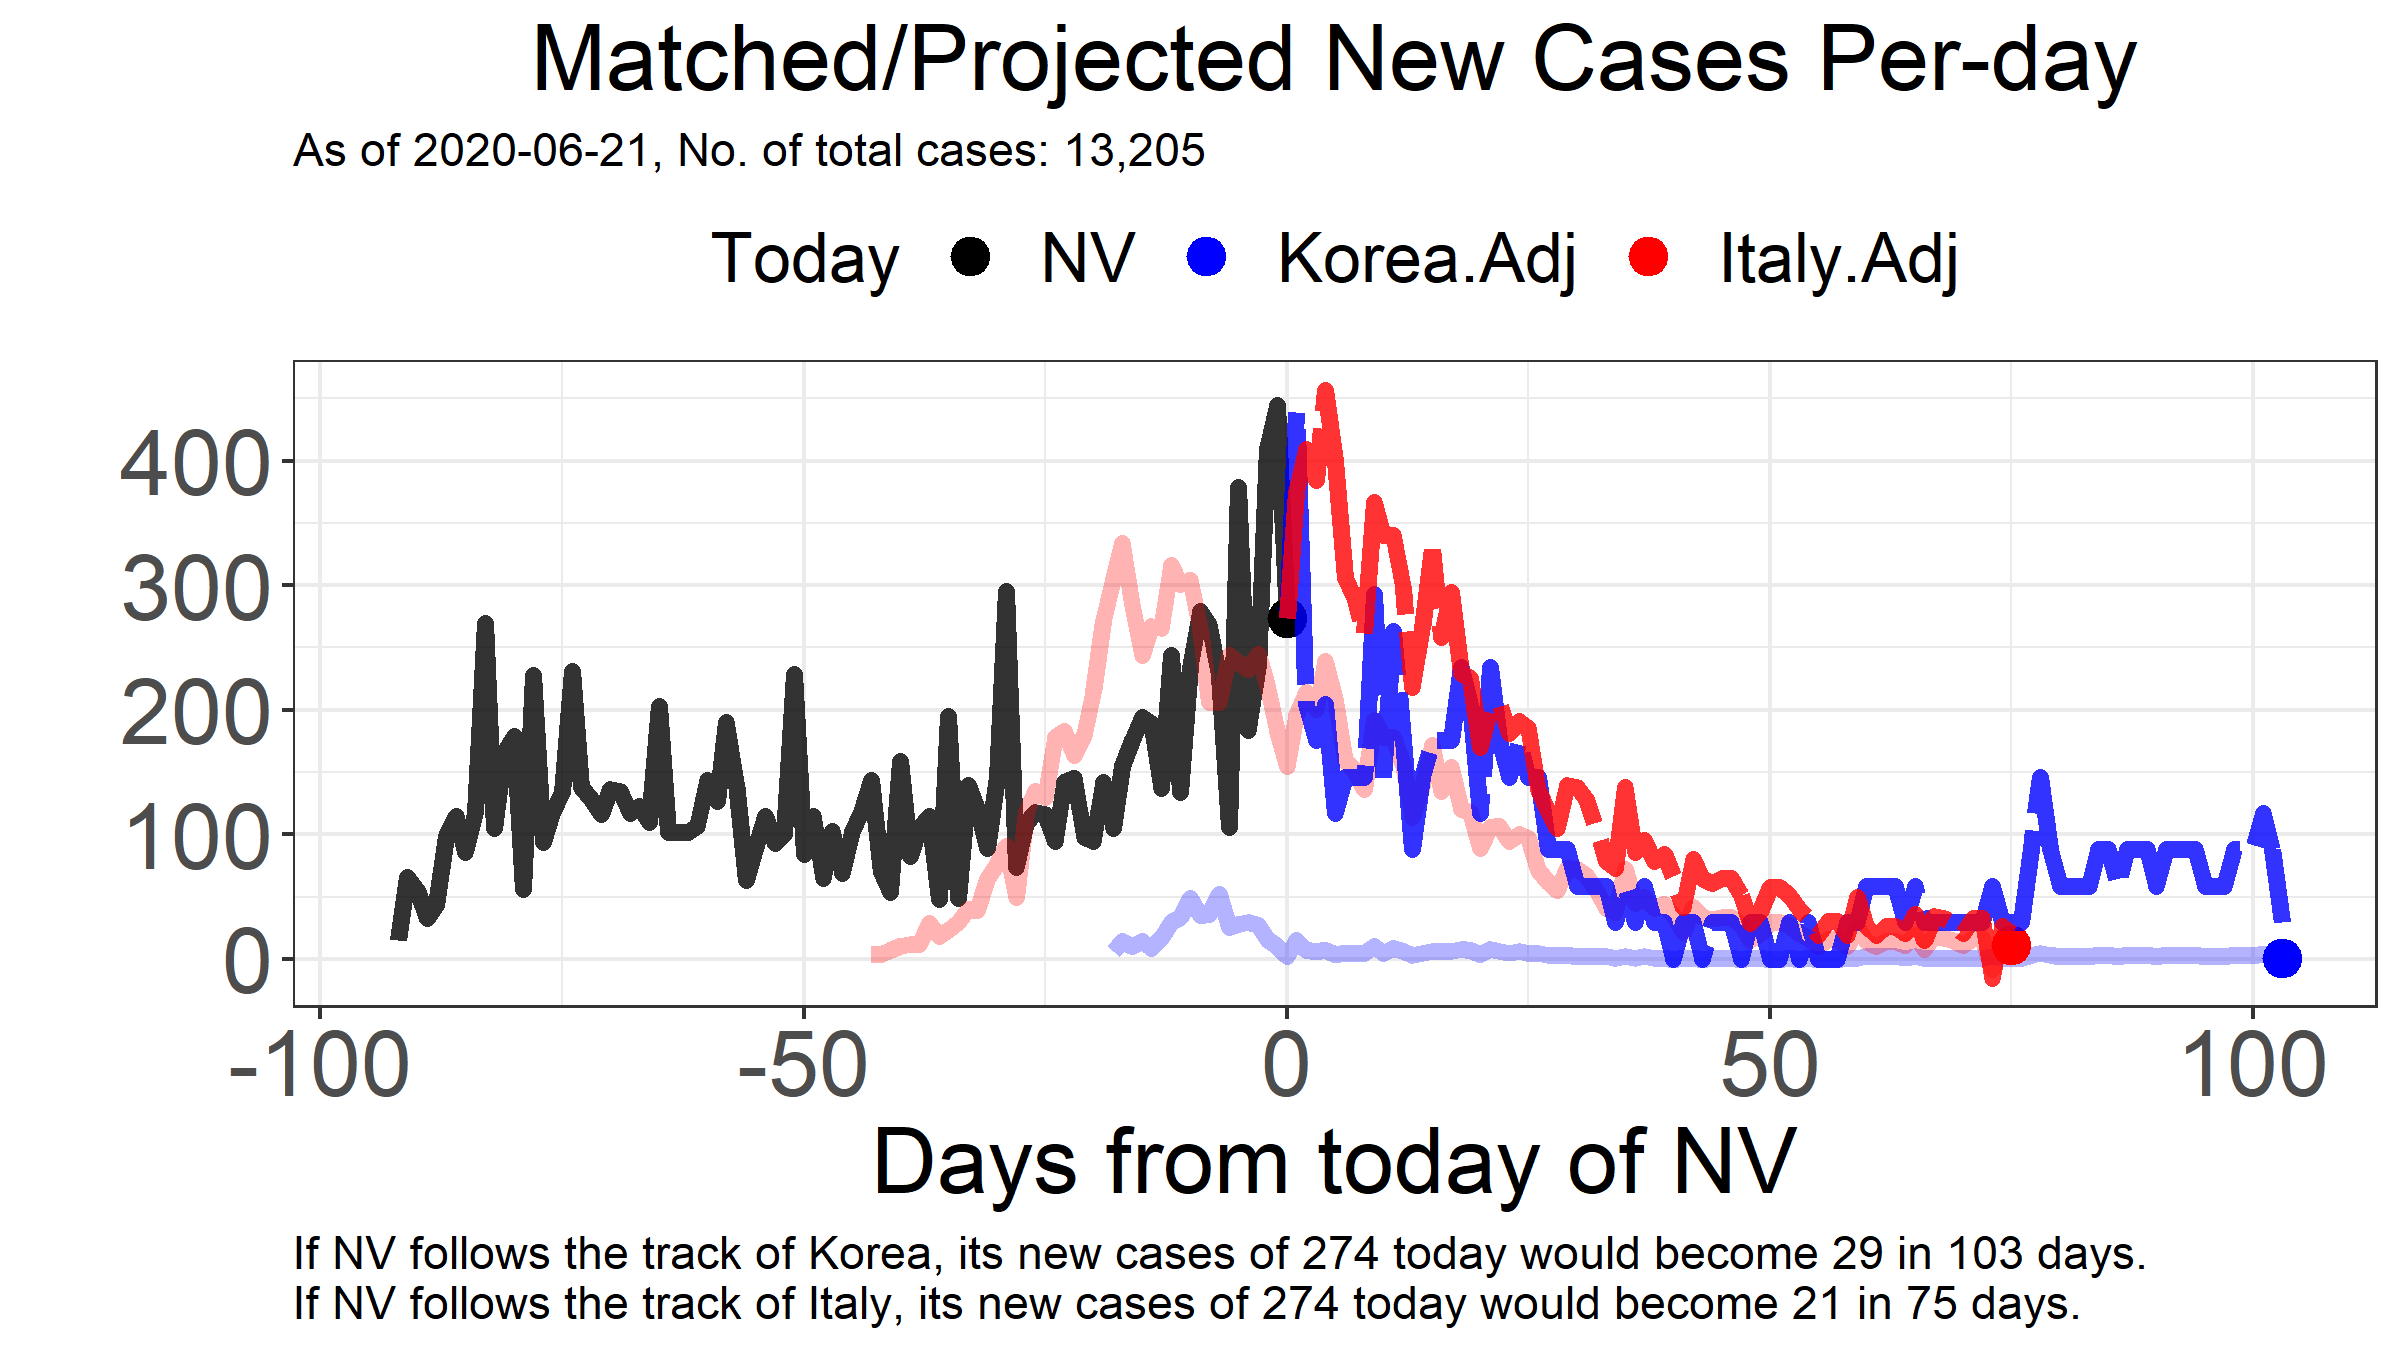 Matched/Projected New Cases Per-day
As of 2020-06-21, No. of total cases: 13,205
Today NV Korea.Adj Italy.Adj
400
300
200
100
0
-100 -50 0 50 100
Days from today of NV
If NV follows the track of Korea, its new cases of 274 today would become 29 in 103 days.
If NV follows the track of Italy, its new cases of 274 today would become 21 in 75 days.